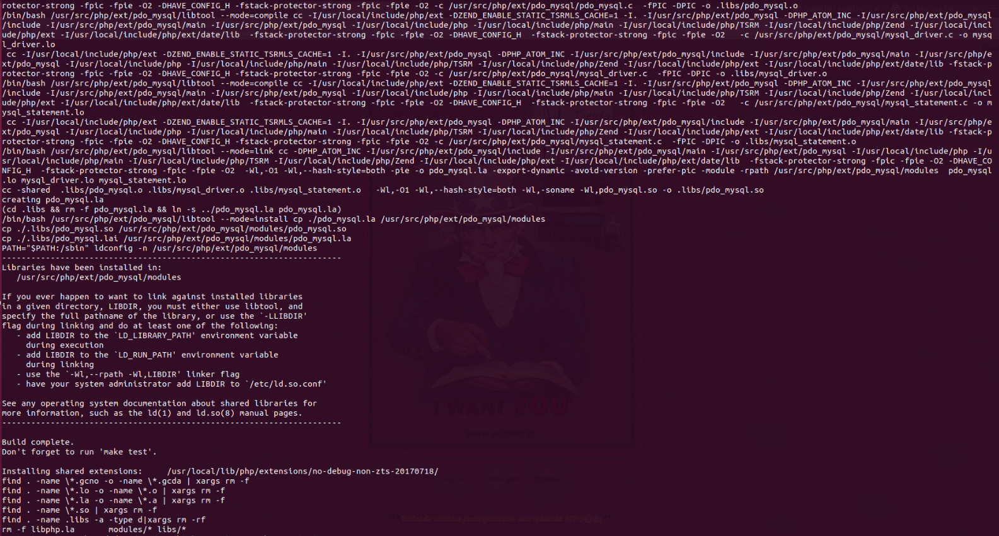 rotector-strong -fpic -fpie -O2 -DHAVE_CONFIG_H -fstack-protector-strong -fpic -fpie -O2 -c /usr/src/php/ext/pdo_mysql/pdo_mysql.c  -fPIC -DPIC -o .libs/pdo_mysql.o
/bin/bash /usr/src/php/ext/pdo_mysql/libtool --mode=compile cc -I/usr/local/include/php/ext -DZEND_ENABLE_STATIC_TSRMLS_CACHE=1 -I. -I/usr/src/php/ext/pdo_mysql -DPHP_ATOM_INC -I/usr/src/php/ext/pdo_mysql
/include -I/usr/src/php/ext/pdo_mysql/main -I/usr/src/php/ext/pdo_mysql -I/usr/local/include/php -I/usr/local/include/php/main -I/usr/local/include/php/TSRM -I/usr/local/include/php/Zend -I/usr/local/incl
ude/php/ext -I/usr/local/include/php/ext/date/lib  -fstack-protector-strong -fpic -fpie -O2 -DHAVE_CONFIG_H  -fstack-protector-strong -fpic -fpie -O2   -c /usr/src/php/ext/pdo_mysql/mysql_driver.c -o mysq
l_driver.lo
 cc -I/usr/local/include/php/ext -DZEND_ENABLE_STATIC_TSRMLS_CACHE=1 -I. -I/usr/src/php/ext/pdo_mysql -DPHP_ATOM_INC -I/usr/src/php/ext/pdo_mysql/include -I/usr/src/php/ext/pdo_mysql/main -I/usr/src/php/e
xt/pdo_mysql -I/usr/local/include/php -I/usr/local/include/php/main -I/usr/local/include/php/TSRM -I/usr/local/include/php/Zend -I/usr/local/include/php/ext -I/usr/local/include/php/ext/date/lib -fstack-p
rotector-strong -fpic -fpie -O2 -DHAVE_CONFIG_H -fstack-protector-strong -fpic -fpie -O2 -c /usr/src/php/ext/pdo_mysql/mysql_driver.c  -fPIC -DPIC -o .libs/mysql_driver.o
/bin/bash /usr/src/php/ext/pdo_mysql/libtool --mode=compile cc -I/usr/local/include/php/ext -DZEND_ENABLE_STATIC_TSRMLS_CACHE=1 -I. -I/usr/src/php/ext/pdo_mysql -DPHP_ATOM_INC -I/usr/src/php/ext/pdo_mysql
/include -I/usr/src/php/ext/pdo_mysql/main -I/usr/src/php/ext/pdo_mysql -I/usr/local/include/php -I/usr/local/include/php/main -I/usr/local/include/php/TSRM -I/usr/local/include/php/Zend -I/usr/local/incl
ude/php/ext -I/usr/local/include/php/ext/date/lib  -fstack-protector-strong -fpic -fpie -O2 -DHAVE_CONFIG_H  -fstack-protector-strong -fpic -fpie -O2   -c /usr/src/php/ext/pdo_mysql/mysql_statement.c -o m
ysql_statement.lo
 cc -I/usr/local/include/php/ext -DZEND_ENABLE_STATIC_TSRMLS_CACHE=1 -I. -I/usr/src/php/ext/pdo_mysql -DPHP_ATOM_INC -I/usr/src/php/ext/pdo_mysql/include -I/usr/src/php/ext/pdo_mysql/main -I/usr/src/php/e
xt/pdo_mysql -I/usr/local/include/php -I/usr/local/include/php/main -I/usr/local/include/php/TSRM -I/usr/local/include/php/Zend -I/usr/local/include/php/ext -I/usr/local/include/php/ext/date/lib -fstack-p
rotector-strong -fpic -fpie -O2 -DHAVE_CONFIG_H -fstack-protector-strong -fpic -fpie -O2 -c /usr/src/php/ext/pdo_mysql/mysql_statement.c  -fPIC -DPIC -o .libs/mysql_statement.o
/bin/bash /usr/src/php/ext/pdo_mysql/libtool --mode=link cc -DPHP_ATOM_INC -I/usr/src/php/ext/pdo_mysql/include -I/usr/src/php/ext/pdo_mysql/main -I/usr/src/php/ext/pdo_mysql -I/usr/local/include/php -I/u
sr/local/include/php/main -I/usr/local/include/php/TSRM -I/usr/local/include/php/Zend -I/usr/local/include/php/ext -I/usr/local/include/php/ext/date/lib  -fstack-protector-strong -fpic -fpie -O2 -DHAVE_CO
NFIG_H  -fstack-protector-strong -fpic -fpie -O2  -Wl,-O1 -Wl,--hash-style=both -pie -o pdo_mysql.la -export-dynamic -avoid-version -prefer-pic -module -rpath /usr/src/php/ext/pdo_mysql/modules  pdo_mysql
.lo mysql_driver.lo mysql_statement.lo
cc -shared  .libs/pdo_mysql.o .libs/mysql_driver.o .libs/mysql_statement.o   -Wl,-O1 -Wl,--hash-style=both -Wl,-soname -Wl,pdo_mysql.so -o .libs/pdo_mysql.so
creating pdo_mysql.la
(cd .libs && rm -f pdo_mysql.la && ln -s ../pdo_mysql.la pdo_mysql.la)
/bin/bash /usr/src/php/ext/pdo_mysql/libtool --mode=install cp ./pdo_mysql.la /usr/src/php/ext/pdo_mysql/modules
cp ./.libs/pdo_mysql.so /usr/src/php/ext/pdo_mysql/modules/pdo_mysql.so
cp ./.libs/pdo_mysql.lai /usr/src/php/ext/pdo_mysql/modules/pdo_mysql.la
PATH="$PATH:/sbin" ldconfig -n /usr/src/php/ext/pdo_mysql/modules
----------------------------------------------------------------------
Libraries have been installed in:
   /usr/src/php/ext/pdo_mysql/modules

If you ever happen to want to link against installed libraries
in a given directory, LIBDIR, you must either use libtool, and
specify the full pathname of the library, or use the `-LLIBDIR'
flag during linking and do at least one of the following:
   - add LIBDIR to the `LD_LIBRARY_PATH' environment variable
     during execution
   - add LIBDIR to the `LD_RUN_PATH' environment variable
     during linking
   - use the `-Wl,--rpath -Wl,LIBDIR' linker flag
   - have your system administrator add LIBDIR to `/etc/ld.so.conf'

See any operating system documentation about shared libraries for
more information, such as the ld(1) and ld.so(8) manual pages.
----------------------------------------------------------------------

Build complete.
Don't forget to run 'make test'.

Installing shared extensions:     /usr/local/lib/php/extensions/no-debug-non-zts-20170718/
find . -name \*.gcno -o -name \*.gcda | xargs rm -f
find . -name \*.lo -o -name \*.o | xargs rm -f
find . -name \*.la -o -name \*.a | xargs rm -f
find . -name \*.so | xargs rm -f
find . -name .libs -a -type d|xargs rm -rf
rm -f libphp.la       modules/* libs/*
I WANT YOU